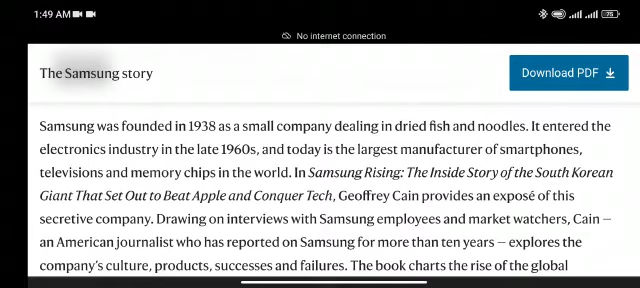 1:49 AM
75
No internet connection
The Samsung story
Download PDF
Samsung was founded in 1938 as a small company dealing in dried fish and noodles. It entered the
electronics industry in the late 1960s, and today is the largest manufacturer of smartphones,
televisions and memory chips in the world. In Samsung Rising: The Inside Story of the South Korean
Giant That Set Out to Beat Apple and Conquer Tech, Geoffrey Cain provides an exposé of this
secretive company. Drawing on interviews with Samsung employees and market watchers, Cain –
an American journalist who has reported on Samsung for more than ten years – explores the
company's culture, products, successes and failures. The book charts the rise of the global